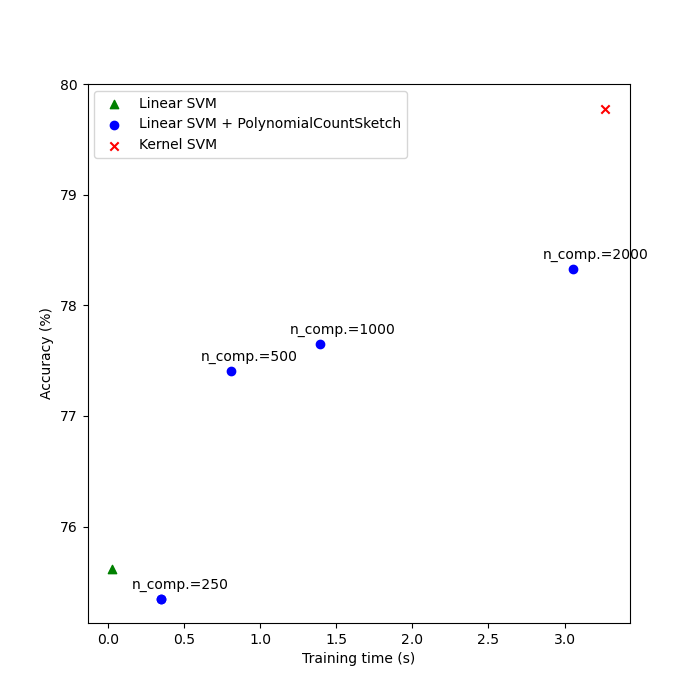 80
Linear SVM
Linear SVM + PolynomialCountSketch
Kernel SVM
79
n_comp.=2000
78
n_comp.=1000
n_comp.=500
77
76
n_comp.=250
Accuracy (%)
0.0 0.5 1.0 1.5 2.0 2.5 3.0
Training time (s)